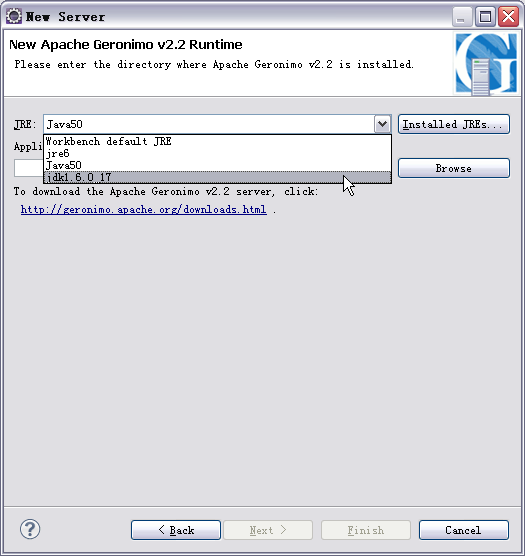 New Server
New Apache Geronimo v2.2 Runtime
Please enter the directory where Apache Geronimo v2.2 is installed.
JRE: Java50 Installed JREs...
Workbench default JRE
Appli
jre6
Java50
jdk1.6.0_17
Browse
To download the Apache Geronimo v2.2 server, click:
http://geronimo.apache.org/downloads.html .
? < Back Next > Finish Cancel